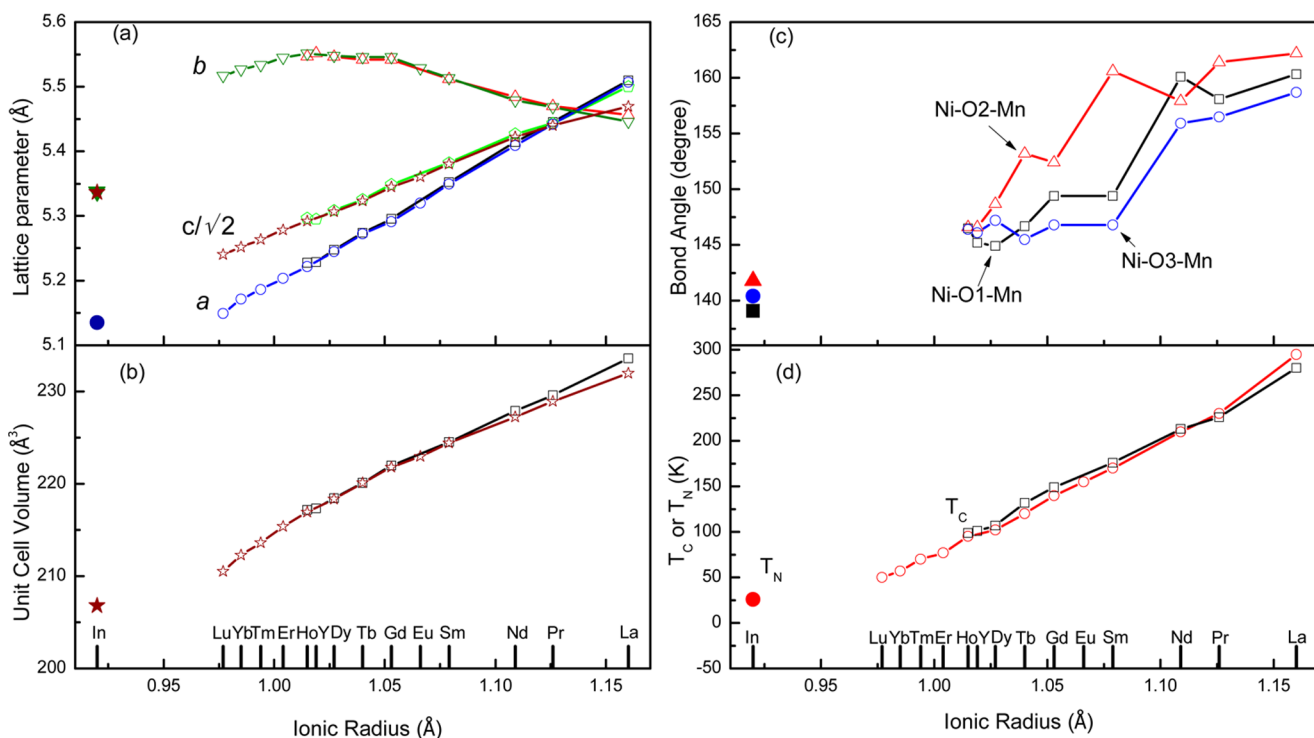 (a)
b
c/√2
a
Lattice parameter (Å)
5.6
5.5
5.4
5.3
5.2
5.1
(b)
Unit Cell Volume (Å³)
230
220
210
200
In Lu Yb Tm Er Ho Y Dy Tb Gd Eu Sm Nd Pr La
0.95 1.00 1.05 1.10 1.15
Ionic Radius (Å)
(c)
Ni-O2-Mn
Ni-O3-Mn
Ni-O1-Mn
Bond Angle (degree)
165
160
155
150
145
140
(d)
T_C
T_N
T_C or T_N (K)
300
250
200
150
100
50
0
-50
In Lu Yb Tm Er Ho Y Dy Tb Gd Eu Sm Nd Pr La
0.95 1.00 1.05 1.10 1.15
Ionic Radius (Å)